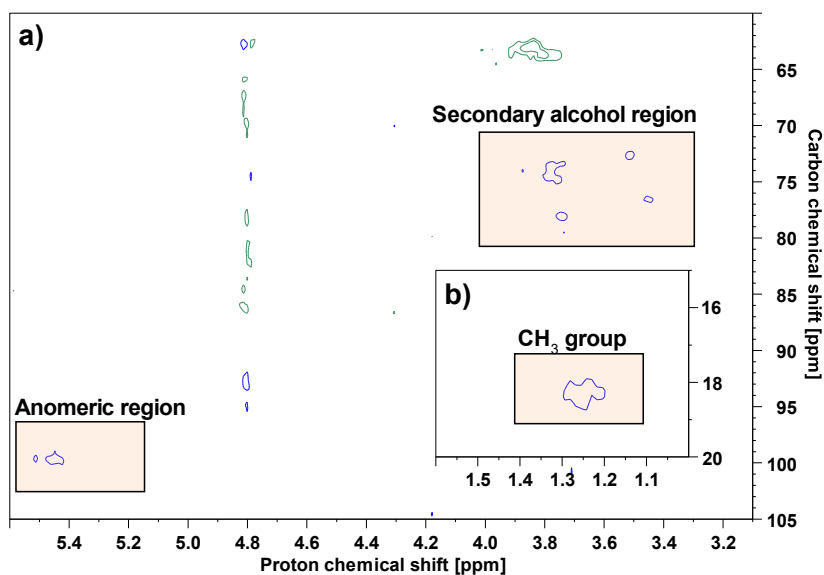 a)
65
Secondary alcohol region
70
75
80
85
90
95
100
105
Carbon chemical shift [ppm]
b)
16
CH₃ group
18
20
1.5 1.4 1.3 1.2 1.1
Anomeric region
5.4 5.2 5.0 4.8 4.6 4.4 4.2 4.0 3.8 3.6 3.4 3.2
Proton chemical shift [ppm]